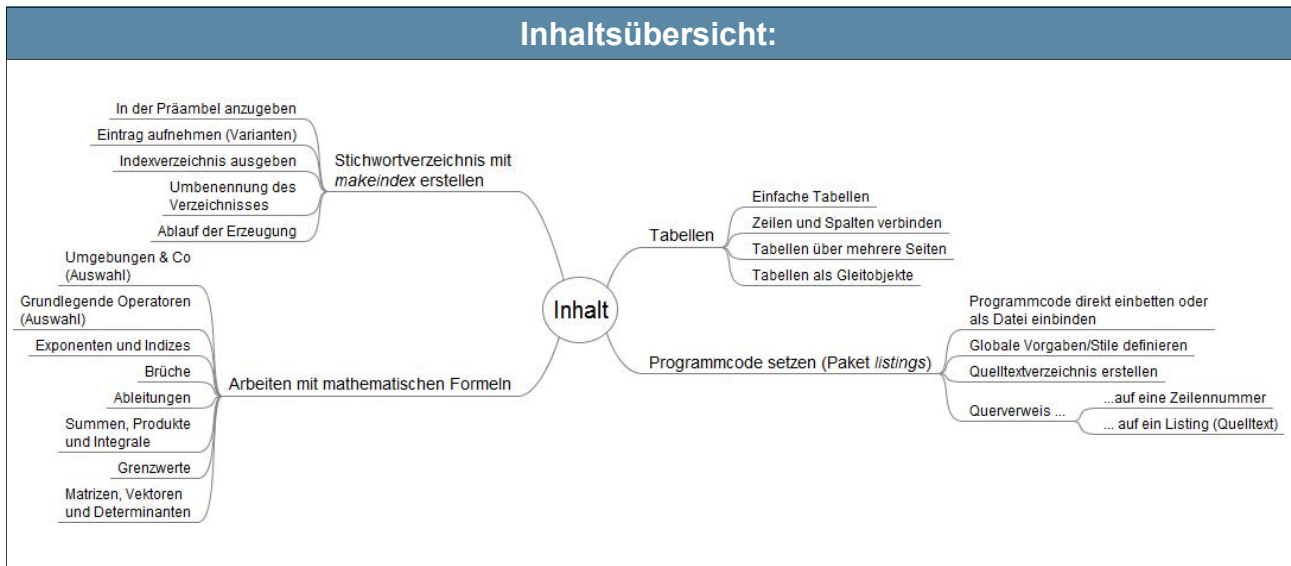 Inhaltsübersicht:
In der Präambel anzugeben
Eintrag aufnehmen (Varianten)
Indexverzeichnis ausgeben
Umbenennung des
Verzeichnisses
Ablauf der Erzeugung
Stichwortverzeichnis mit
makeindex erstellen
Umgebungen & Co
(Auswahl)
Grundlegende Operatoren
(Auswahl)
Exponenten und Indizes
Brüche
Ableitungen
Summen, Produkte
und Integrale
Grenzwerte
Matrizen, Vektoren
und Determinanten
Arbeiten mit mathematischen Formeln
Inhalt
Tabellen
Einfache Tabellen
Zeilen und Spalten verbinden
Tabellen über mehrere Seiten
Tabellen als Gleitobjekte
Programmcode setzen (Paket listings)
Programmcode direkt einbetten oder
als Datei einbinden
Globale Vorgaben/Stile definieren
Quelltextverzeichnis erstellen
Querverweis ...
...auf eine Zeilennummer
... auf ein Listing (Quelltext)